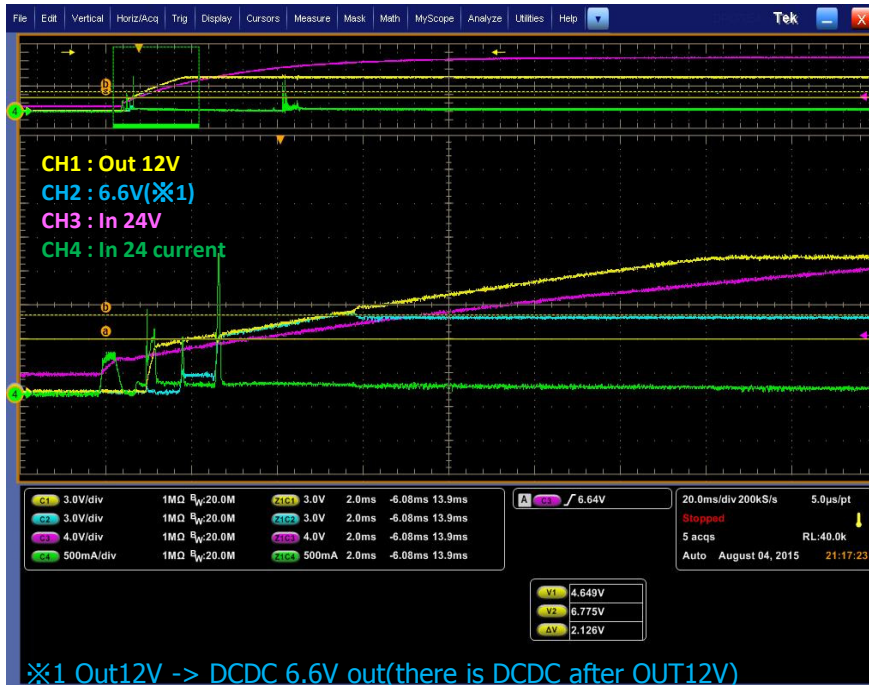 File Edit Vertical Horiz/Acq Trig Display Cursors Measure Mask Math MyScope Analyze Utilities Help Tek X
b
a
4
CH1 : Out 12V
CH2 : 6.6V(※1)
CH3 : In 24V
CH4 : In 24 current
b
a
4
C1 3.0V/div 1MΩ BW:20.0M Z1C1 3.0V 2.0ms -6.08ms 13.9ms
C2 3.0V/div 1MΩ BW:20.0M Z1C2 3.0V 2.0ms -6.08ms 13.9ms
C3 4.0V/div 1MΩ BW:20.0M Z1C3 4.0V 2.0ms -6.08ms 13.9ms
C4 500mA/div 1MΩ BW:20.0M Z1C4 500mA 2.0ms -6.08ms 13.9ms
A C3 6.64V
20.0ms/div 200kS/s 5.0µs/pt
Stopped
5 acqs RL:40.0k
Auto August 04, 2015 21:17:23
V1 4.649V
V2 6.775V
ΔV 2.126V
※1 Out12V -> DCDC 6.6V out(there is DCDC after OUT12V)